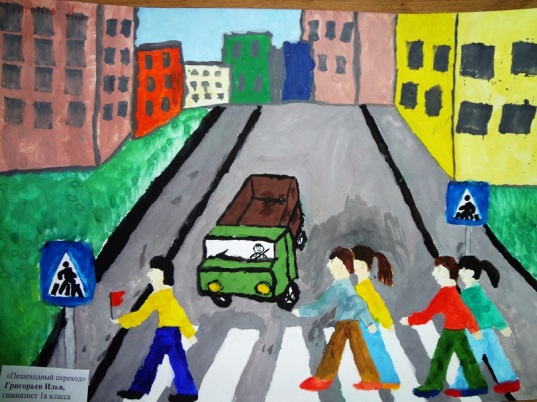 «Пешеходный переход»
Григорьев Илья,
гимназист 1а класса